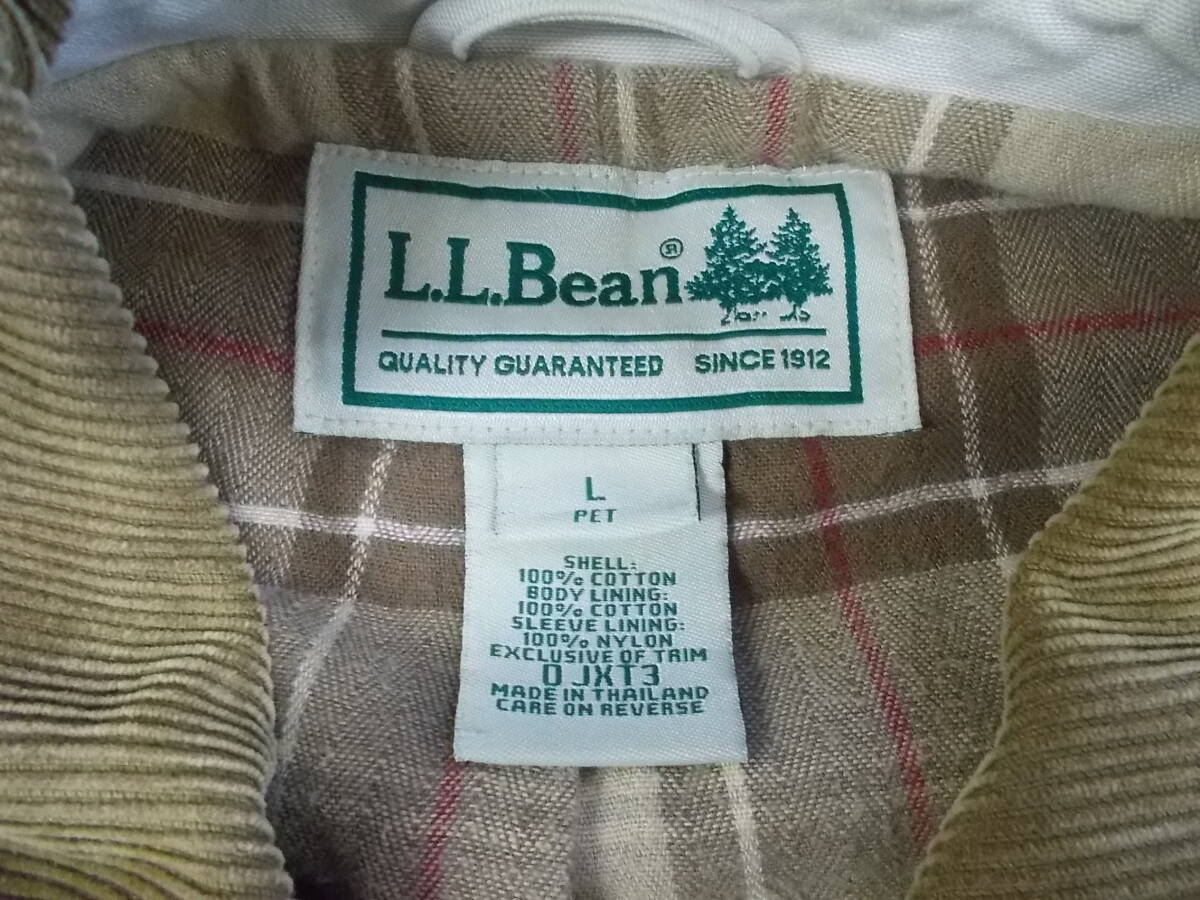 L.L.Bean®
QUALITY GUARANTEED SINCE 1912
L
PET
SHELL:
100% COTTON
BODY LINING:
100% COTTON
SLEEVE LINING:
100% NYLON
EXCLUSIVE OF TRIM
0 JXT3
MADE IN THAILAND
CARE ON REVERSE